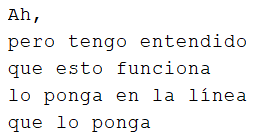 Ah,
pero tengo entendido
que esto funciona
lo ponga en la línea
que lo ponga